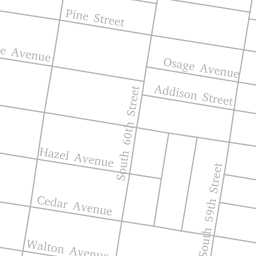 Pine Street
e Avenue
Osage Avenue
Addison Street
South 60th Street
Hazel Avenue
Cedar Avenue
South 59th Street
Walton Avenue